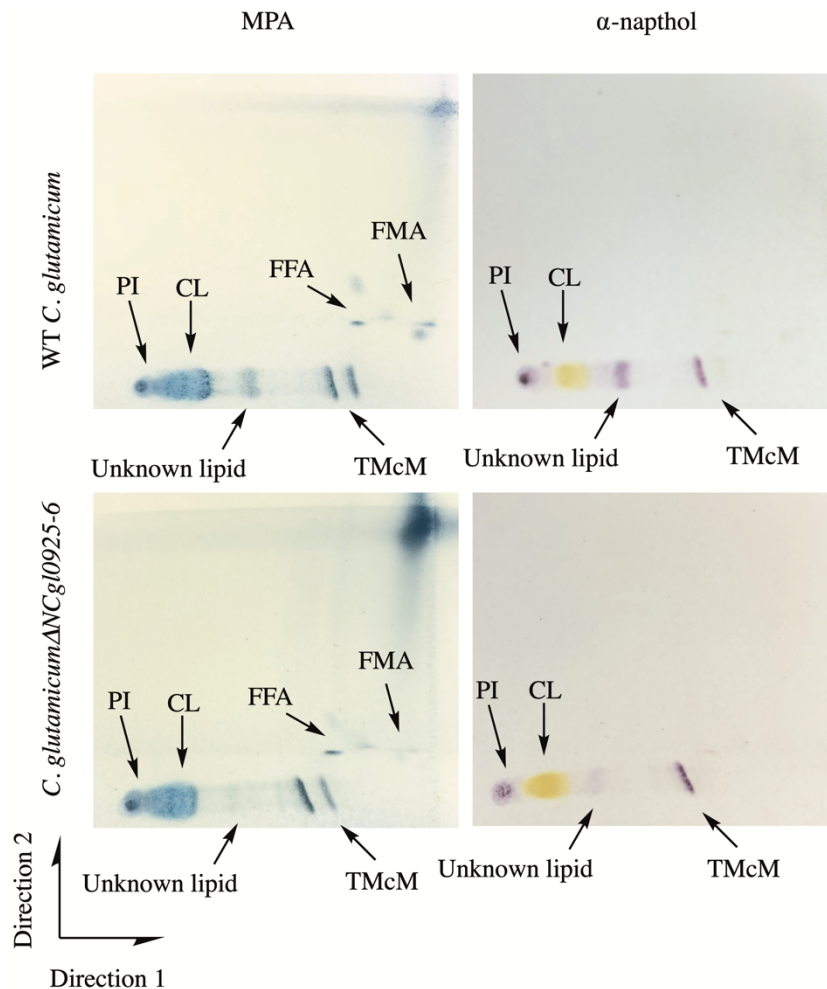 MPA
α-napthol
WT C. glutamicum
PI
CL
FFA
FMA
Unknown lipid
TMcM
PI
CL
Unknown lipid
TMcM
C. glutamicumΔNCgl0925-6
PI
CL
FFA
FMA
Unknown lipid
TMcM
PI
CL
Unknown lipid
TMcM
Direction 2
Direction 1